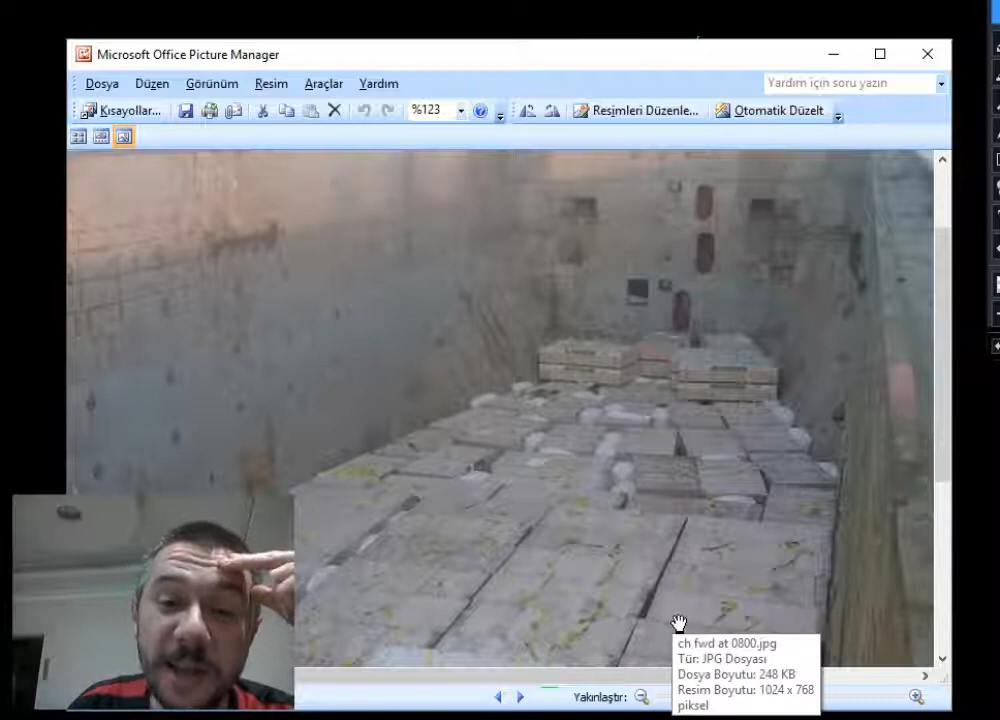 Microsoft Office Picture Manager
Dosya Düzen Görünüm Resim Araçlar Yardım
Yardım için soru yazın
Kısayollar... %123 Resimleri Düzenle... Otomatik Düzelt
ch fwd at 0800.jpg
Tür: JPG Dosyası
Dosya Boyutu: 248 KB
Resim Boyutu: 1024 x 768
piksel
Yakınlaştır: